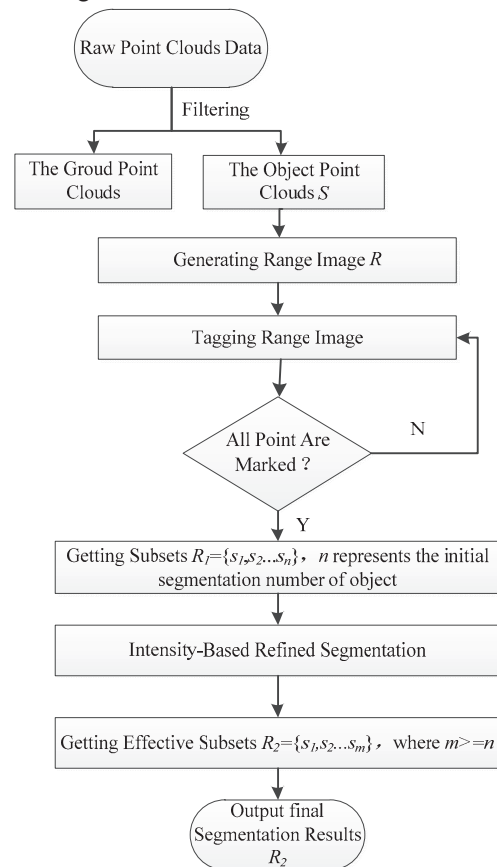 Raw Point Clouds Data
Filtering
The Groud Point
Clouds
The Object Point
Clouds S
Generating Range Image R
Tagging Range Image
All Point Are
Marked ?
N
Y
Getting Subsets R1={s1,s2...sn}, n represents the initial
segmentation number of object
Intensity-Based Refined Segmentation
Getting Effective Subsets R2={s1,s2...sm}, where m>=n
Output final
Segmentation Results
R2